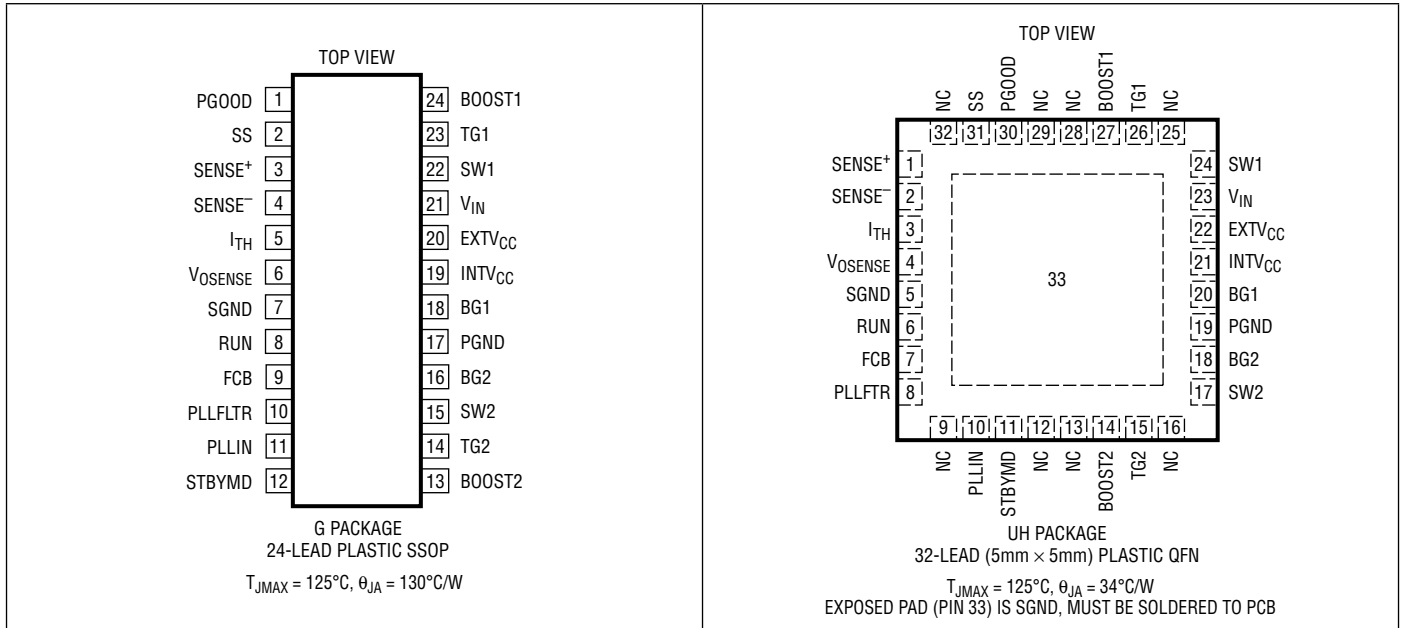 TOP VIEW
PGOOD 1
SS 2
SENSE+ 3
SENSE– 4
ITH 5
VOSENSE 6
SGND 7
RUN 8
FCB 9
PLLFLTR 10
PLLIN 11
STBYMD 12
24 BOOST1
23 TG1
22 SW1
21 VIN
20 EXTVCC
19 INTVCC
18 BG1
17 PGND
16 BG2
15 SW2
14 TG2
13 BOOST2
G PACKAGE
24-LEAD PLASTIC SSOP
TJMAX = 125°C, θJA = 130°C/W
TOP VIEW
NC SS PGOOD NC NC BOOST1 TG1 NC
32 31 30 29 28 27 26 25
SENSE+ 1
SENSE– 2
ITH 3
VOSENSE 4
SGND 5
RUN 6
FCB 7
PLLFTR 8
33
24 SW1
23 VIN
22 EXTVCC
21 INTVCC
20 BG1
19 PGND
18 BG2
17 SW2
9 10 11 12 13 14 15 16
NC PLLIN STBYMD NC NC BOOST2 TG2 NC
UH PACKAGE
32-LEAD (5mm × 5mm) PLASTIC QFN
TJMAX = 125°C, θJA = 34°C/W
EXPOSED PAD (PIN 33) IS SGND, MUST BE SOLDERED TO PCB